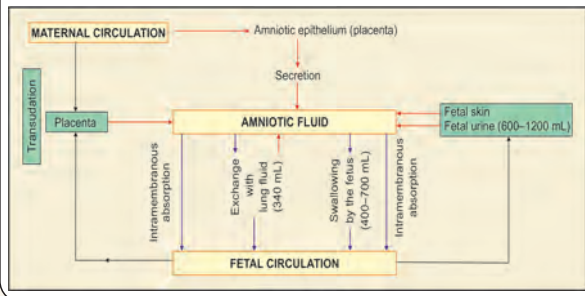 MATERNAL CIRCULATION
Amniotic epithelium (placenta)
Secretion
Transudation
Placenta
AMNIOTIC FLUID
Fetal skin
Fetal urine (600–1200 mL)
Intramembranous
absorption
Exchange
with
lung fluid
(340 mL)
Swallowing
by the fetus
(400–700 mL)
Intramembranous
absorption
FETAL CIRCULATION